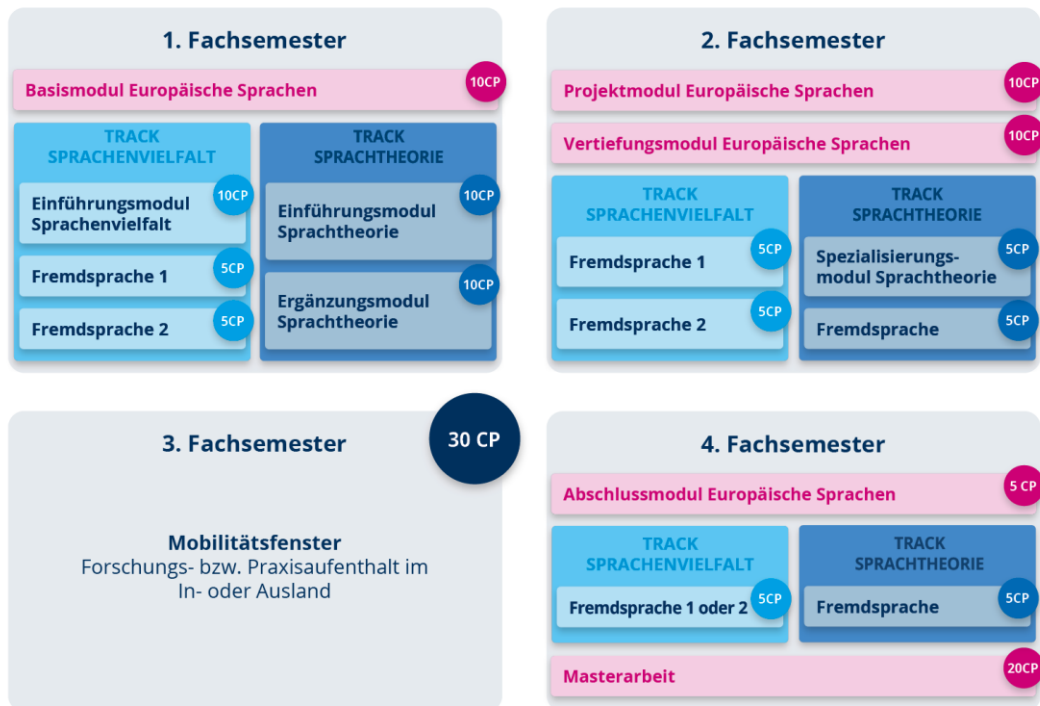 1. Fachsemester
Basismodul Europäische Sprachen
10CP
TRACK
SPRACHENVIELFALT
Einführungsmodul
Sprachenvielfalt
10CP
Fremdsprache 1
5CP
Fremdsprache 2
5CP
TRACK
SPRACHTHEORIE
Einführungsmodul
Sprachtheorie
10CP
Ergänzungsmodul
Sprachtheorie
10CP
2. Fachsemester
Projektmodul Europäische Sprachen
10CP
Vertiefungsmodul Europäische Sprachen
10CP
TRACK
SPRACHENVIELFALT
Fremdsprache 1
5CP
Fremdsprache 2
5CP
TRACK
SPRACHTHEORIE
Spezialisierungs-
modul Sprachtheorie
5CP
Fremdsprache
5CP
3. Fachsemester
30 CP
Mobilitätsfenster
Forschungs- bzw. Praxisaufenthalt im
In- oder Ausland
4. Fachsemester
Abschlussmodul Europäische Sprachen
5 CP
TRACK
SPRACHENVIELFALT
Fremdsprache 1 oder 2
5CP
TRACK
SPRACHTHEORIE
Fremdsprache
5CP
Masterarbeit
20CP